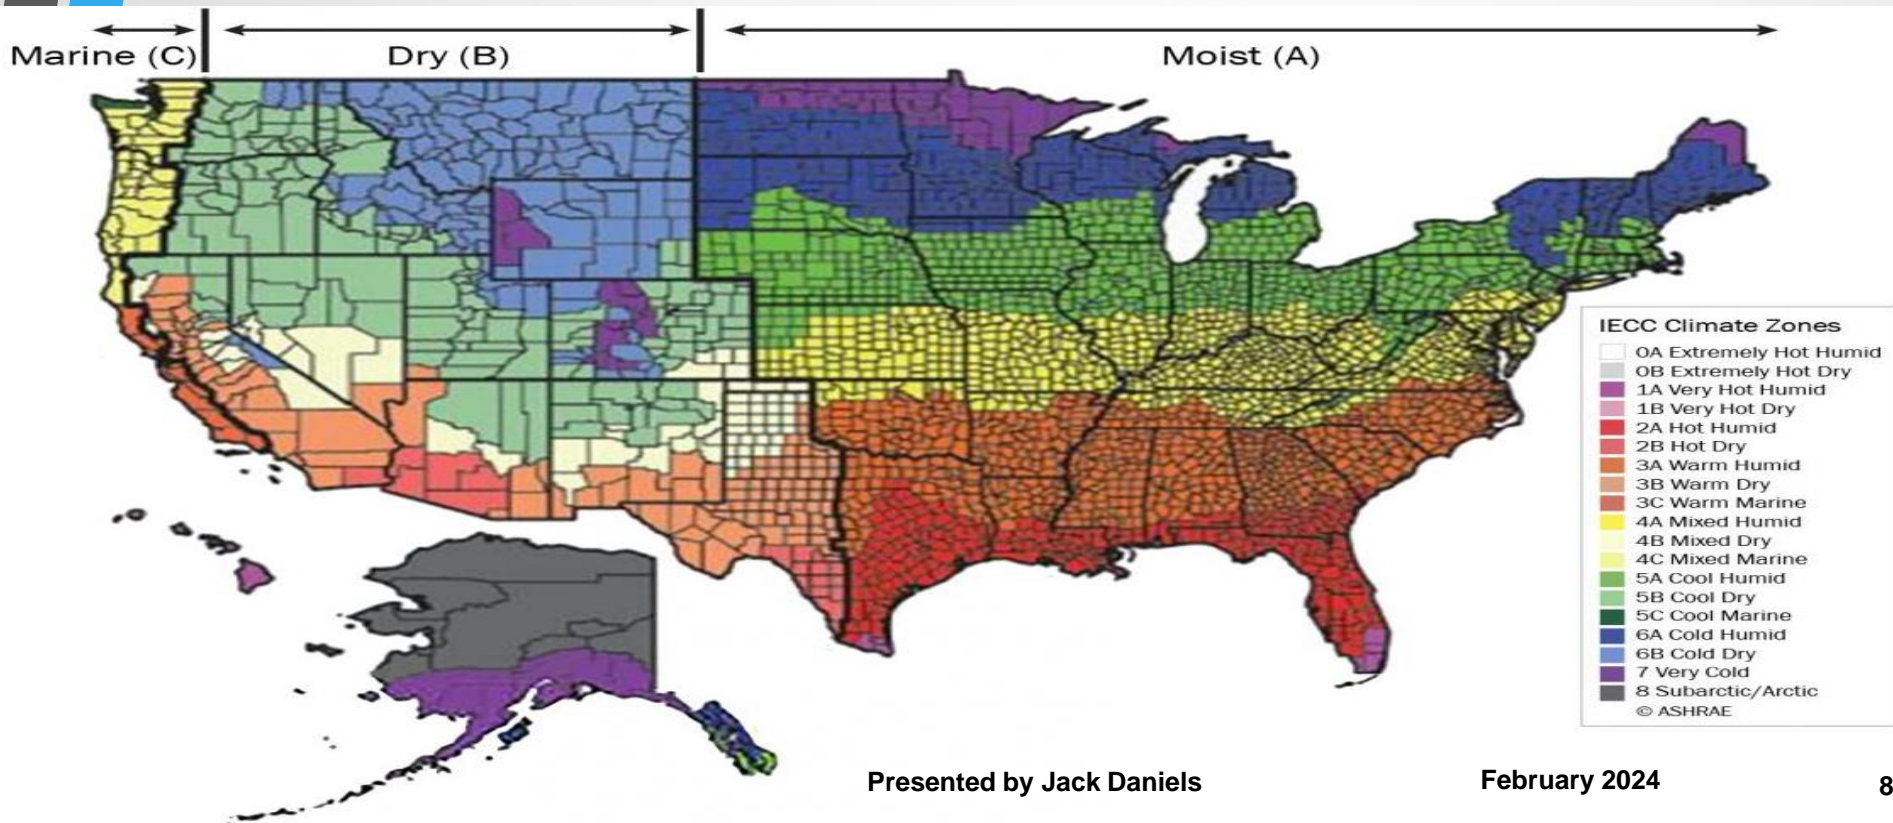 Marine (C)
Dry (B)
Moist (A)
IECC Climate Zones
0A Extremely Hot Humid
0B Extremely Hot Dry
1A Very Hot Humid
1B Very Hot Dry
2A Hot Humid
2B Hot Dry
3A Warm Humid
3B Warm Dry
3C Warm Marine
4A Mixed Humid
4B Mixed Dry
4C Mixed Marine
5A Cool Humid
5B Cool Dry
5C Cool Marine
6A Cold Humid
6B Cold Dry
7 Very Cold
8 Subarctic/Arctic
© ASHRAE
Presented by Jack Daniels
February 2024
8